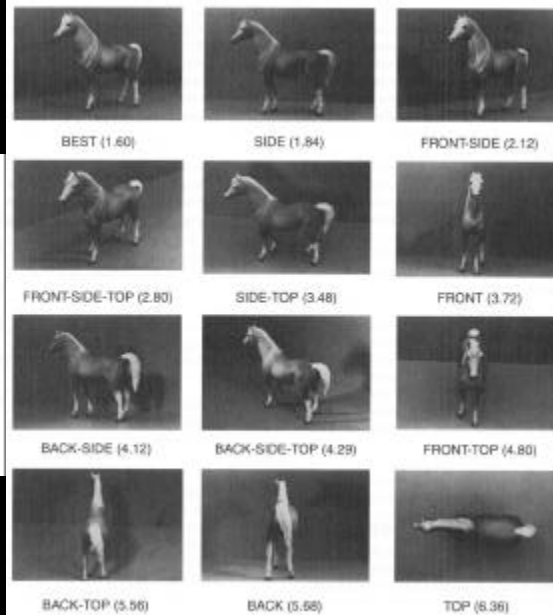 BEST (1.60)
SIDE (1.84)
FRONT-SIDE (2.12)
FRONT-SIDE-TOP (2.80)
SIDE-TOP (3.48)
FRONT (3.72)
BACK-SIDE (4.12)
BACK-SIDE-TOP (4.29)
FRONT-TOP (4.80)
BACK-TOP (5.56)
BACK (5.68)
TOP (6.36)